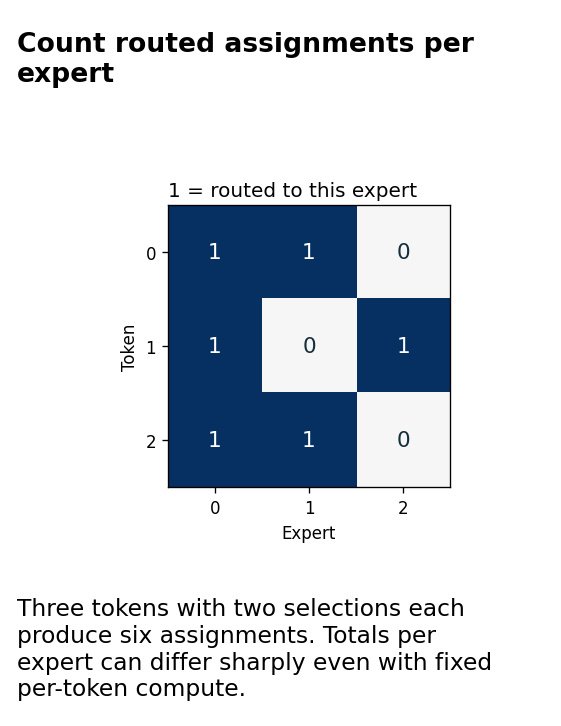 Count routed assignments per
expert
1 = routed to this expert
0 1 1 0
Token
1 1 0 1
2 1 1 0
0 1 2
Expert
Three tokens with two selections each
produce six assignments. Totals per
expert can differ sharply even with fixed
per-token compute.